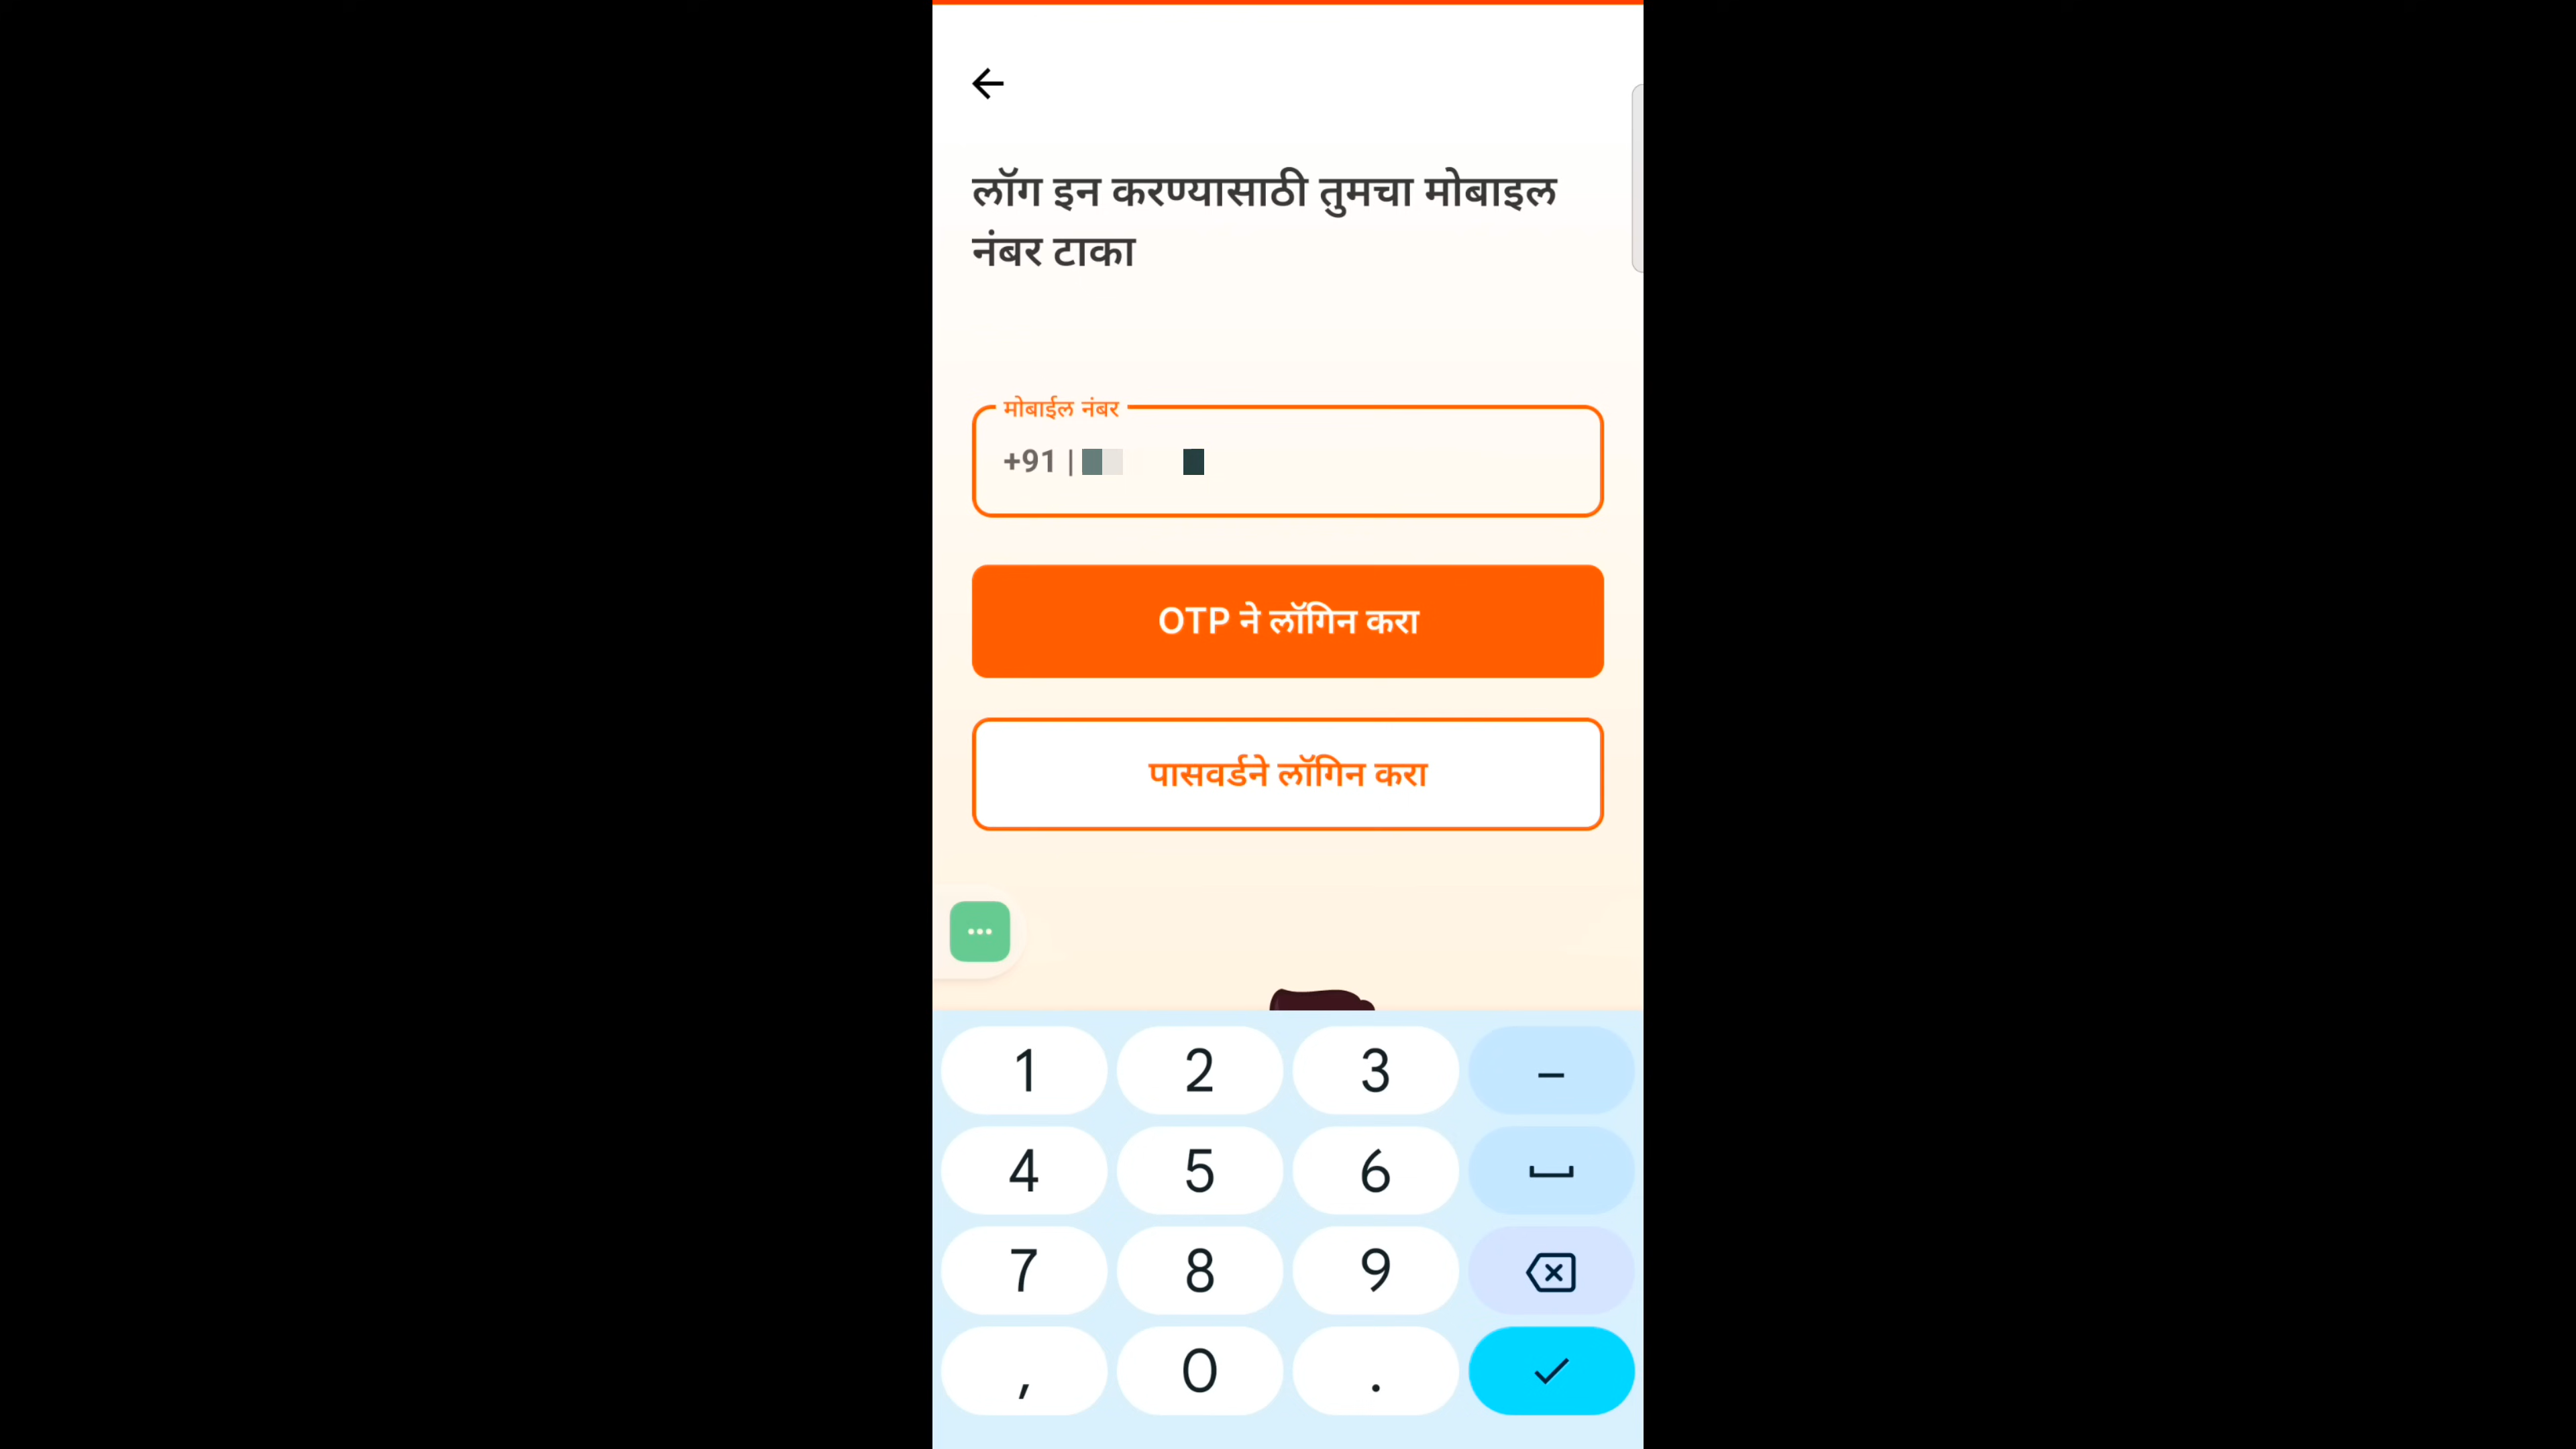 लॉग इन करण्यासाठी तुमचा मोबाइल
नंबर टाका
मोबाईल नंबर
+91 |
OTP ने लॉगिन करा
पासवर्डने लॉगिन करा
1 2 3 –
4 5 6
7 8 9
, 0 .